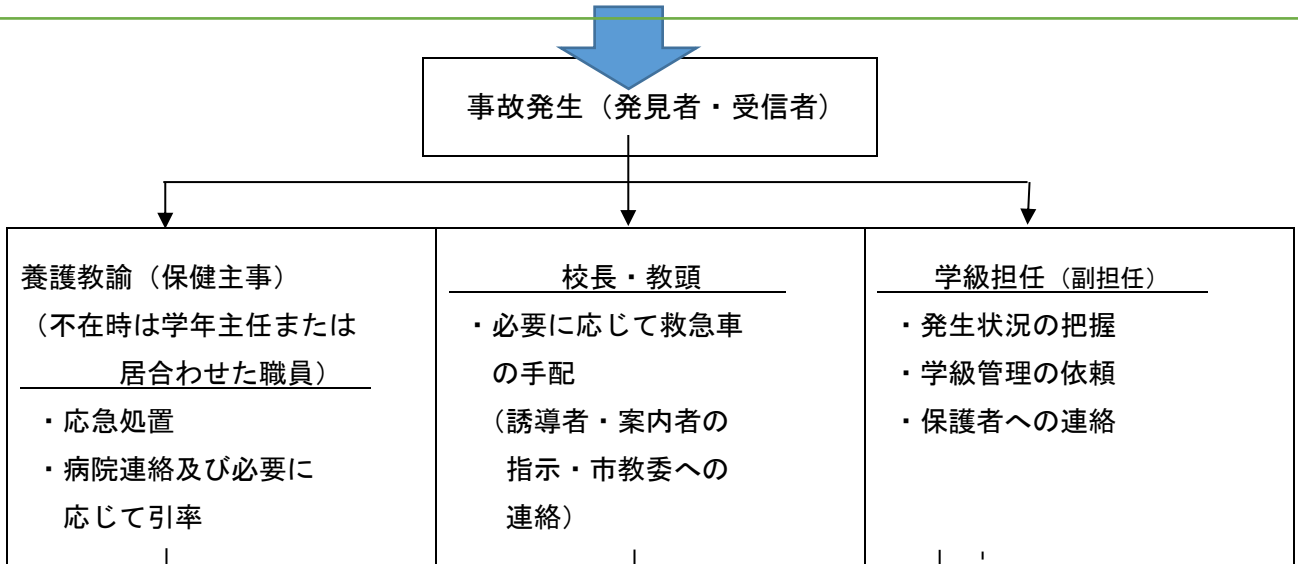 事故発生（発見者・受信者）
養護教諭（保健主事）
（不在時は学年主任または
居合わせた職員）
・応急処置
・病院連絡及び必要に
応じて引率
校長・教頭
・必要に応じて救急車
の手配
（誘導者・案内者の
指示・市教委への
連絡）
学級担任（副担任）
・発生状況の把握
・学級管理の依頼
・保護者への連絡